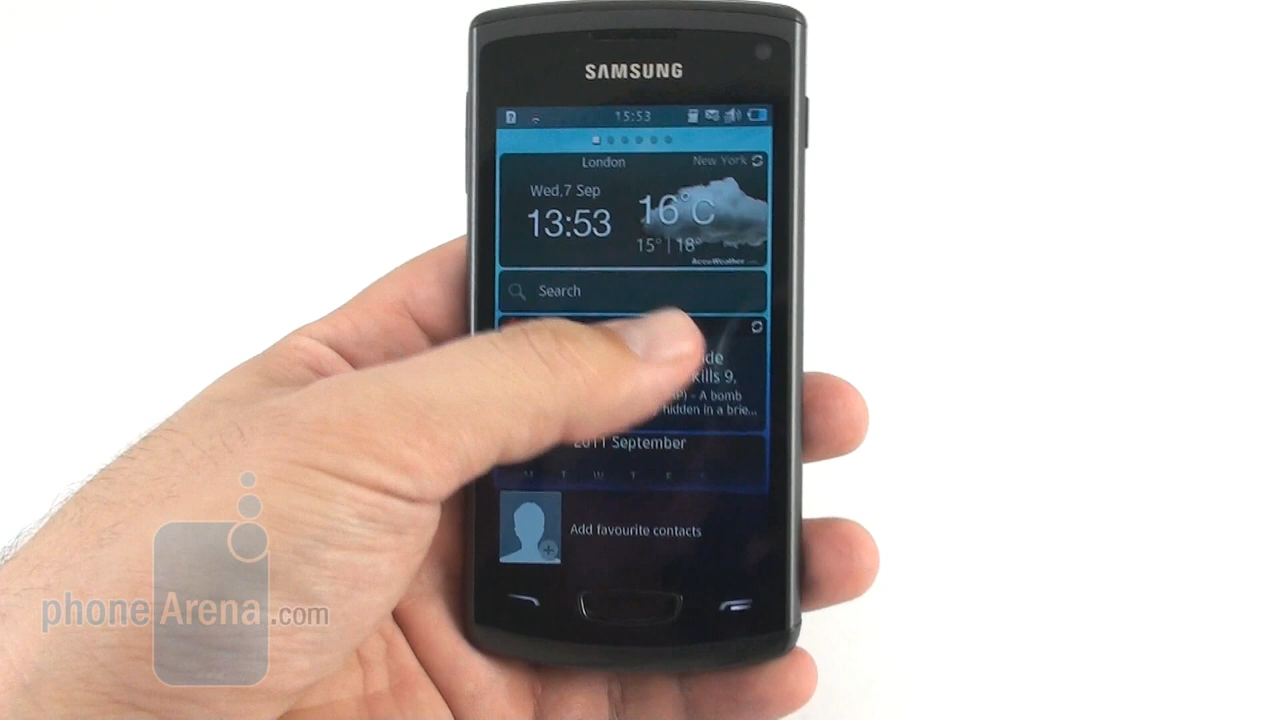 SAMSUNG
15:53
London New York
Wed,7 Sep
13:53
16°C
15° | 18°
AccuWeather
Search
kills 9,
- A bomb
hidden in a brie...
2011 September
M T W T F S
Add favourite contacts
phoneArena.com